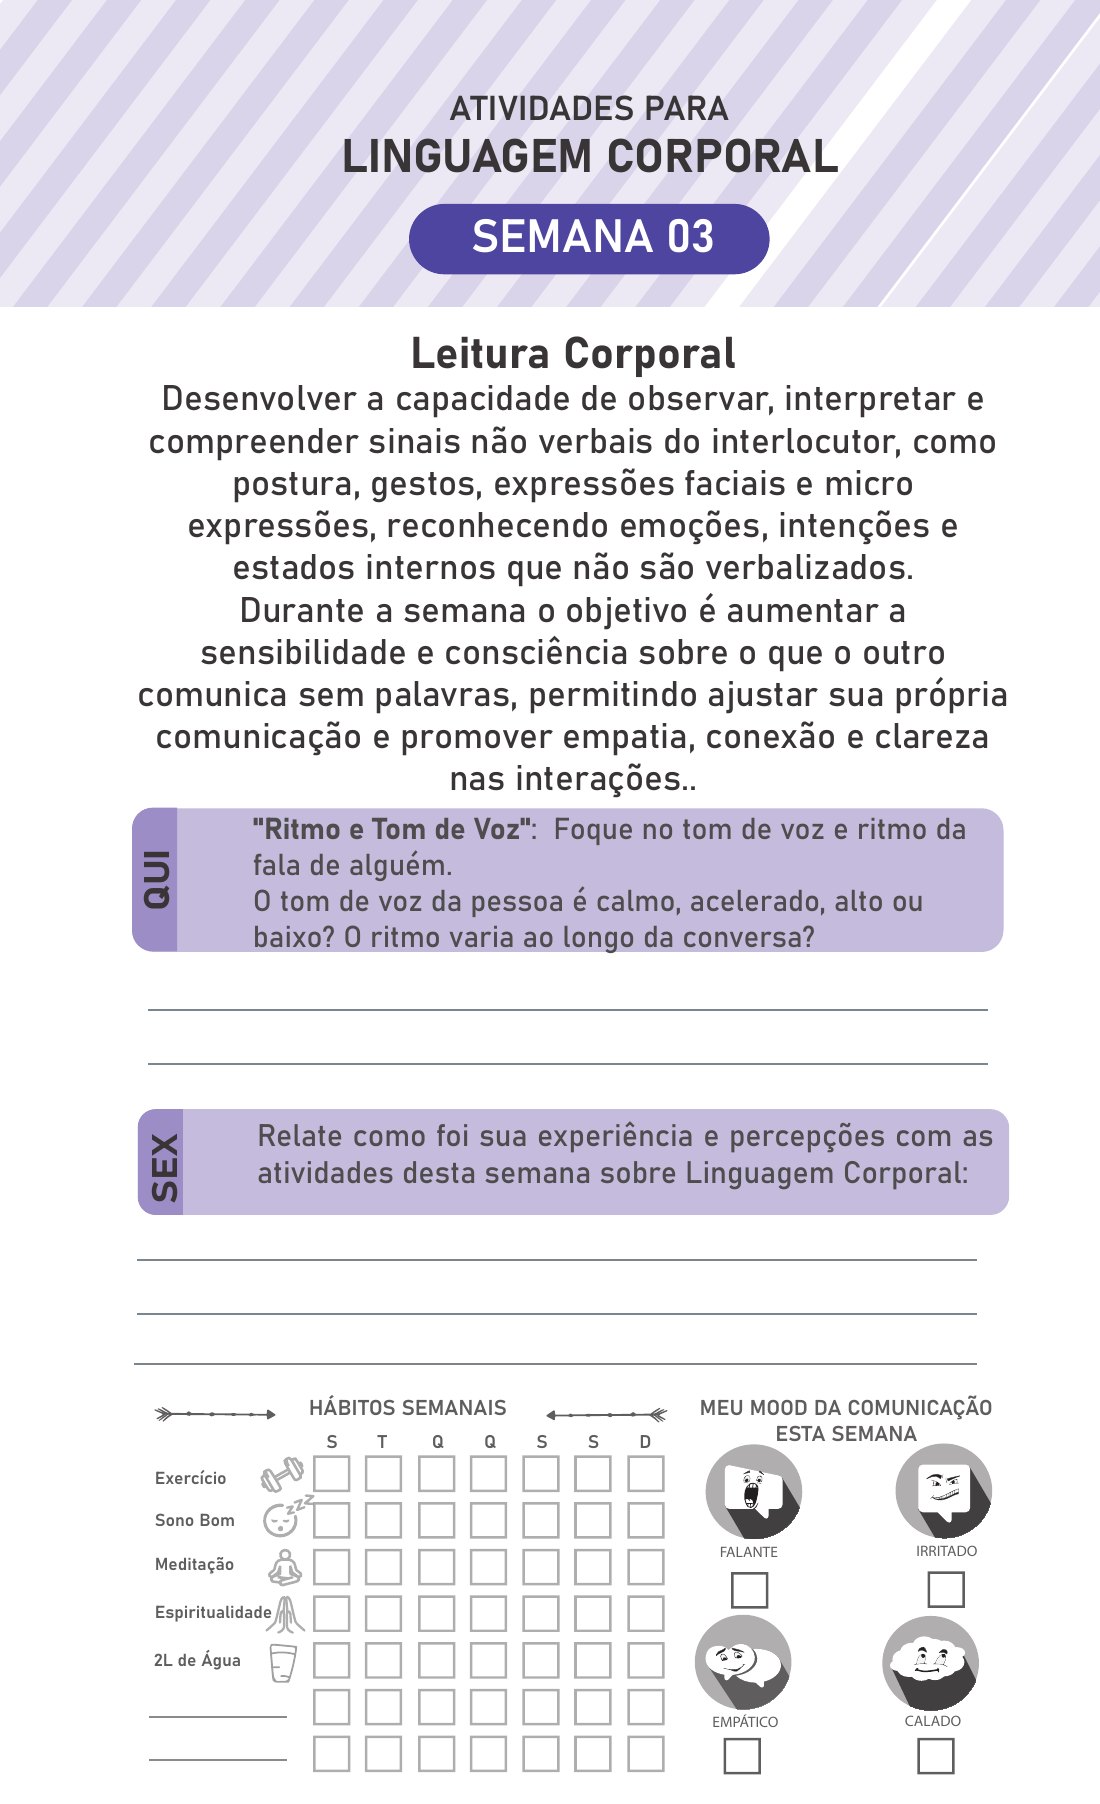 ATIVIDADES PARA
LINGUAGEM CORPORAL
SEMANA 03
Leitura Corporal
Desenvolver a capacidade de observar, interpretar e
compreender sinais não verbais do interlocutor, como
postura, gestos, expressões faciais e micro
expressões, reconhecendo emoções, intenções e
estados internos que não são verbalizados.
Durante a semana o objetivo é aumentar a
sensibilidade e consciência sobre o que o outro
comunica sem palavras, permitindo ajustar sua própria
comunicação e promover empatia, conexão e clareza
nas interações..
QUI
"Ritmo e Tom de Voz": Foque no tom de voz e ritmo da
fala de alguém.
O tom de voz da pessoa é calmo, acelerado, alto ou
baixo? O ritmo varia ao longo da conversa?
SEX
Relate como foi sua experiência e percepções com as
atividades desta semana sobre Linguagem Corporal:
HÁBITOS SEMANAIS
S T Q Q S S D
Exercício
Sono Bom
zzzz
Meditação
Espiritualidade
2L de Água
MEU MOOD DA COMUNICAÇÃO
ESTA SEMANA
FALANTE
IRRITADO
EMPÁTICO
CALADO